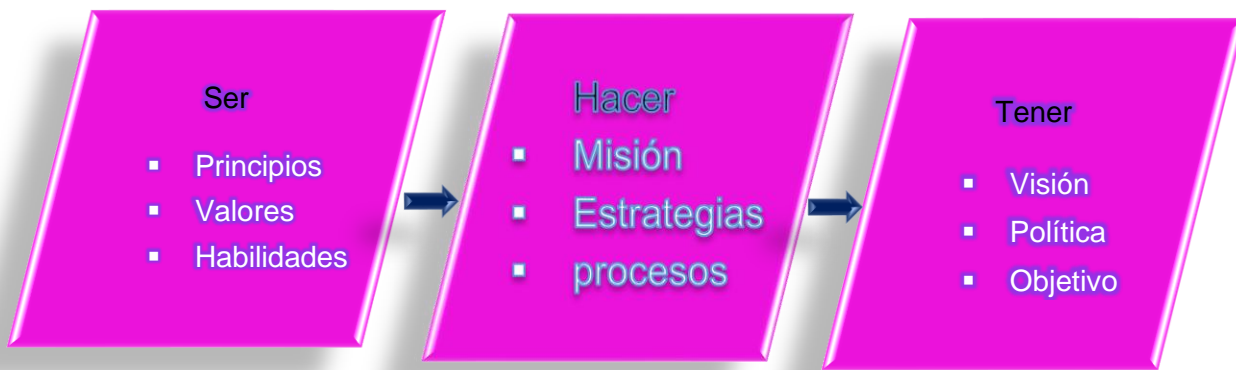 Ser
▪ Principios
▪ Valores
▪ Habilidades
Hacer
▪ Misión
▪ Estrategias
▪ procesos
Tener
▪ Visión
▪ Política
▪ Objetivo